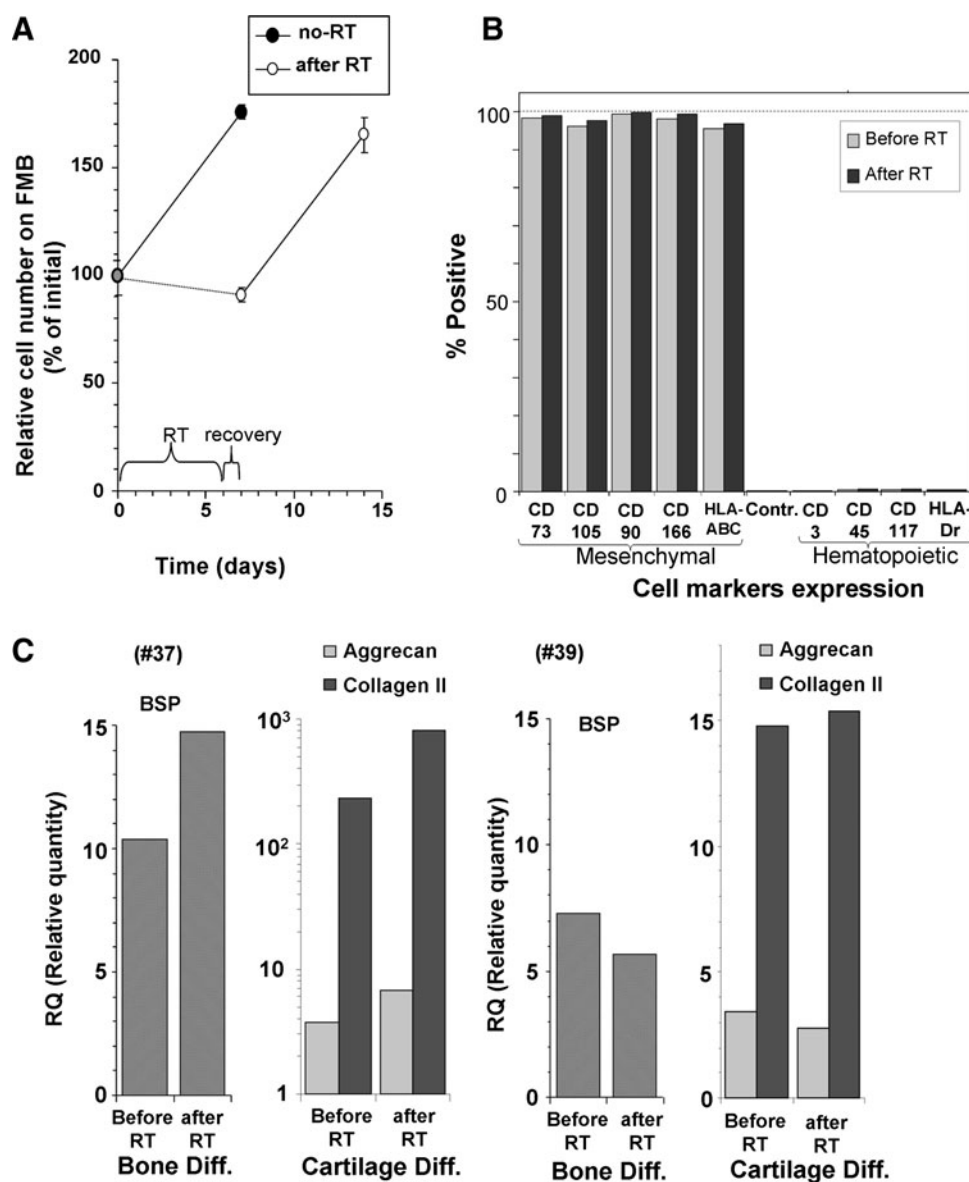 A
no-RT
after RT
200
150
100
50
0
Relative cell number on FMB
(% of initial)
RT
recovery
0
5
10
15
Time (days)
B
100
50
0
% Positive
Before RT
After RT
CD
73
CD
105
CD
90
CD
166
HLA-
ABC
Contr.
CD
3
CD
45
CD
117
HLA-
Dr
Mesenchymal
Hematopoietic
Cell markers expression
C
(#37)
BSP
15
10
5
0
RQ (Relative quantity)
Before
RT
after
RT
Bone Diff.
Aggrecan
Collagen II
10³
10²
10
1
Before
RT
after
RT
Cartilage Diff.
(#39)
BSP
15
10
5
0
RQ (Relative quantity)
Before
RT
after
RT
Bone Diff.
Aggrecan
Collagen II
15
10
5
0
Before
RT
after
RT
Cartilage Diff.